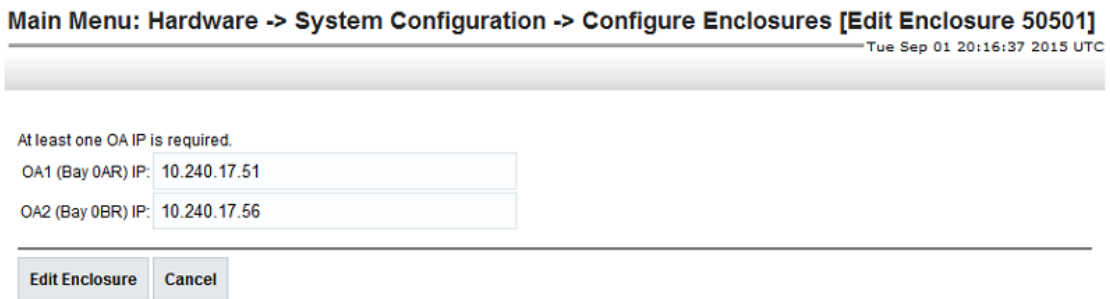 Main Menu: Hardware -> System Configuration -> Configure Enclosures [Edit Enclosure 50501]
Tue Sep 01 20:16:37 2015 UTC
At least one OA IP is required.
OA1 (Bay 0AR) IP: 10.240.17.51
OA2 (Bay 0BR) IP: 10.240.17.56
Edit Enclosure Cancel